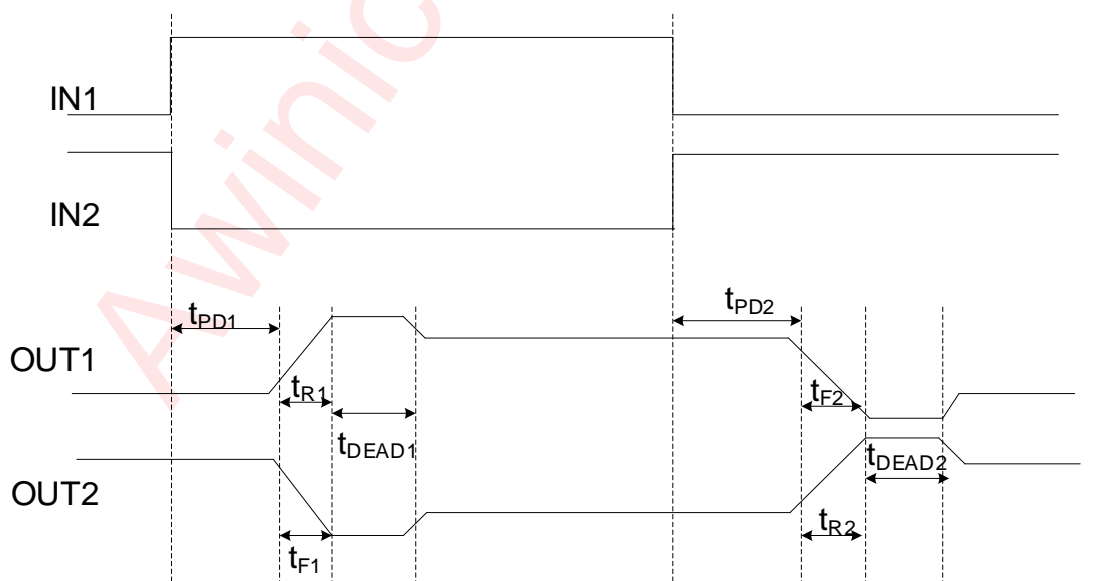 Awinic
IN1
IN2
tPD1
tPD2
OUT1
tR1
tF2
tDEAD1
tDEAD2
OUT2
tR2
tF1